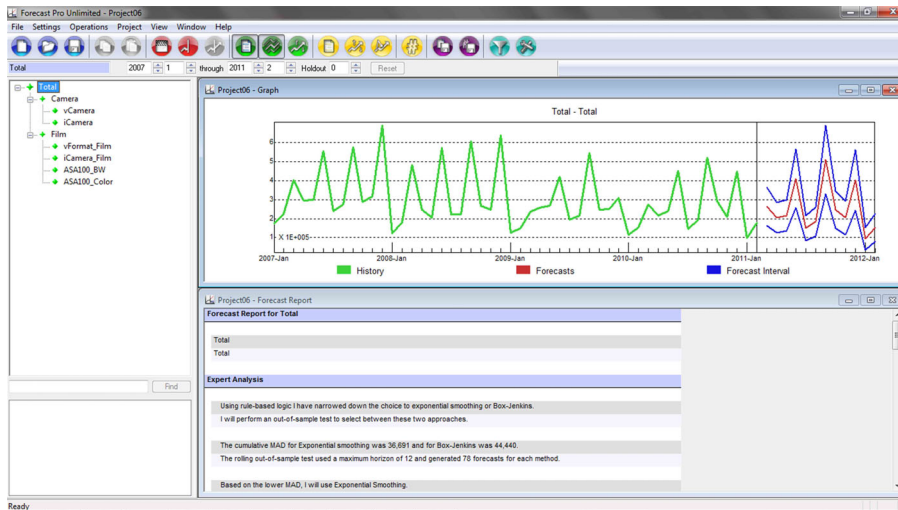 Forecast Pro Unlimited - Project06
File Settings Operations Project View Window Help
Total 2007 1 through 2011 2 Holdout 0 Reset
Total
Camera
vCamera
iCamera
Film
vFormat_Film
iCamera_Film
ASA100_BW
ASA100_Color
Find
Project06 - Graph
Total - Total
6
5
4
3
2
1 X 1E+005
2007-Jan 2008-Jan 2009-Jan 2010-Jan 2011-Jan 2012-Jan
History Forecasts Forecast Interval
Project06 - Forecast Report
Forecast Report for Total
Total
Total
Expert Analysis
Using rule-based logic I have narrowed down the choice to exponential smoothing or Box-Jenkins.
I will perform an out-of-sample test to select between these two approaches.
The cumulative MAD for Exponential smoothing was 36,691 and for Box-Jenkins was 44,440.
The rolling out-of-sample test used a maximum horizon of 12 and generated 78 forecasts for each method.
Based on the lower MAD, I will use Exponential Smoothing.
Ready